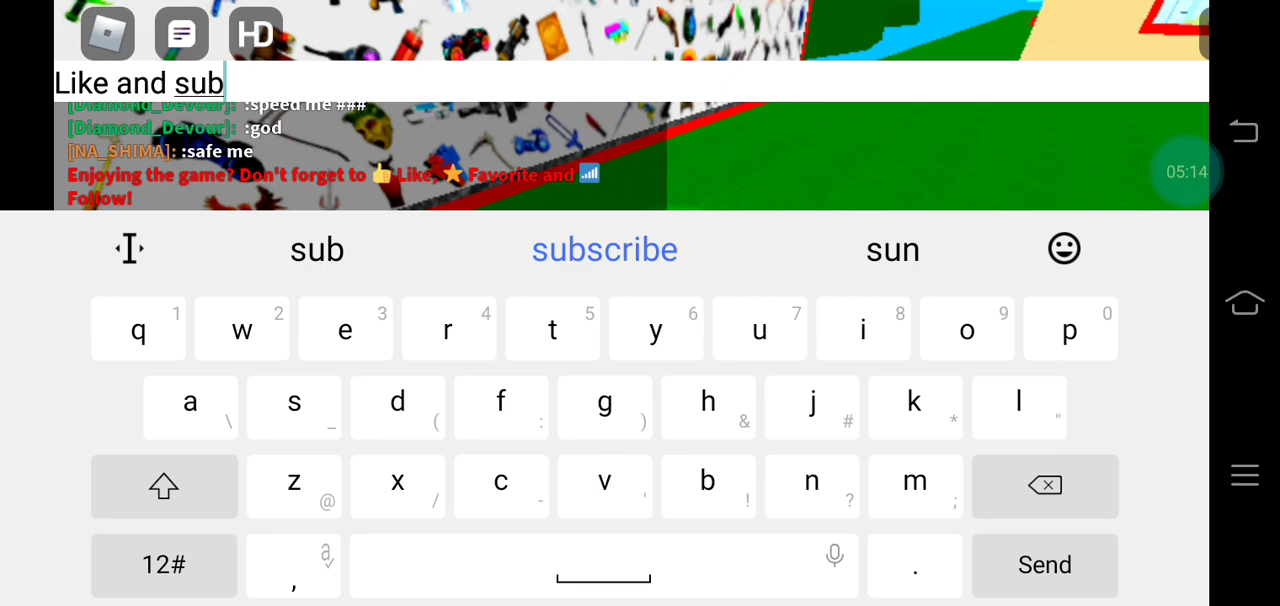 HD
Like and sub
[Diamond_Devour]: :speed me ###
[Diamond_Devour]: :god
[NA_SHIMA]: :safe me
Enjoying the game? Don't forget to 👍 Like, ⭐ Favorite and 📶
Follow!
05:14
sub subscribe sun
q 1 w 2 e 3 r 4 t 5 y 6 u 7 i 8 o 9 p 0
a \ s _ d ( f : g ) h & j # k * l "
z @ x / c - v ' b ! n ? m ;
12# , a . Send